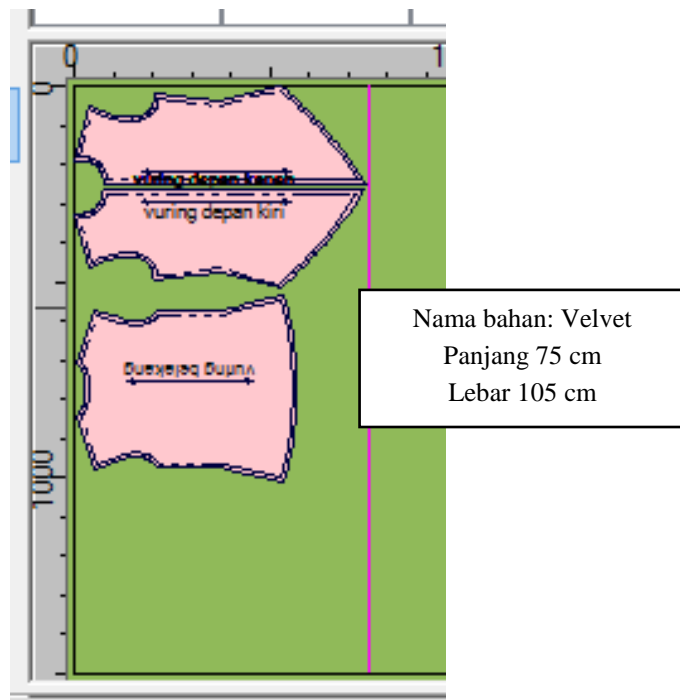 0
1
0
vuring depan kanan
vuring depan kiri
vuring belakang
1000
Nama bahan: Velvet
Panjang 75 cm
Lebar 105 cm